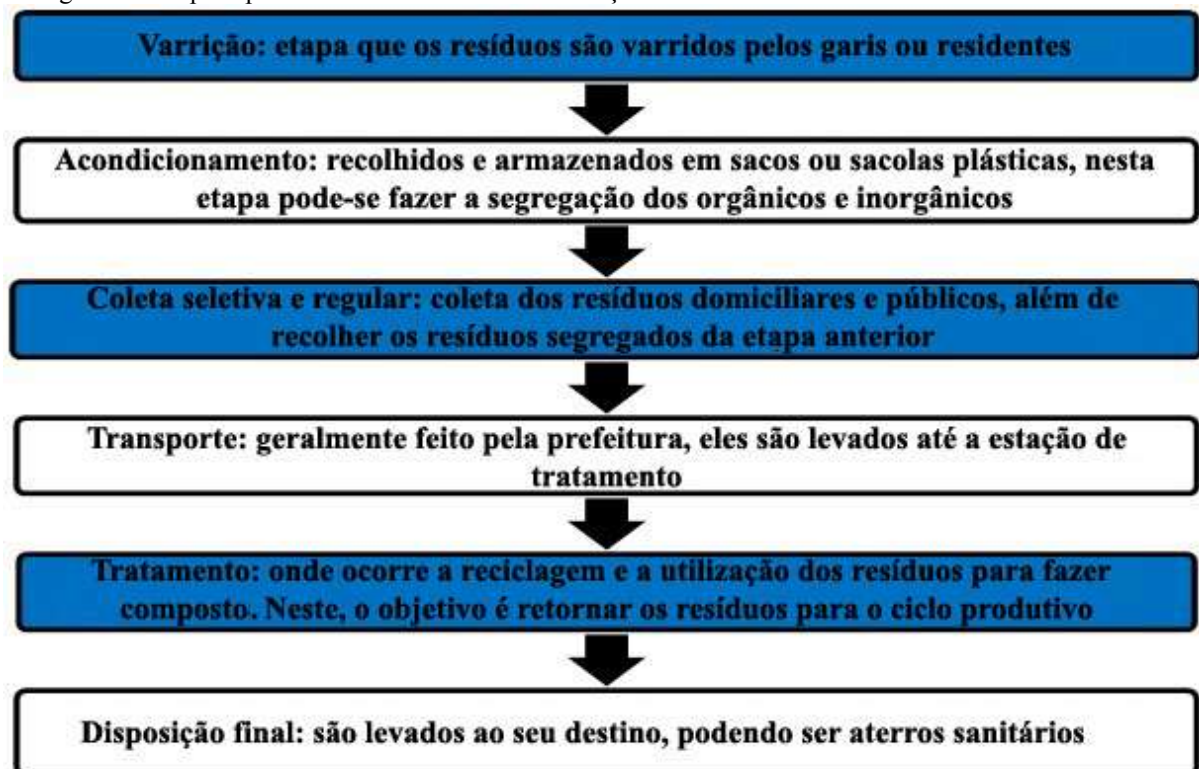 Varrição: etapa que os resíduos são varridos pelos garis ou residentes
Acondicionamento: recolhidos e armazenados em sacos ou sacolas plásticas, nesta
etapa pode-se fazer a segregação dos orgânicos e inorgânicos
Coleta seletiva e regular: coleta dos resíduos domiciliares e públicos, além de
recolher os resíduos segregados da etapa anterior
Transporte: geralmente feito pela prefeitura, eles são levados até a estação de
tratamento
Tratamento: onde ocorre a reciclagem e a utilização dos resíduos para fazer
composto. Neste, o objetivo é retornar os resíduos para o ciclo produtivo
Disposição final: são levados ao seu destino, podendo ser aterros sanitários